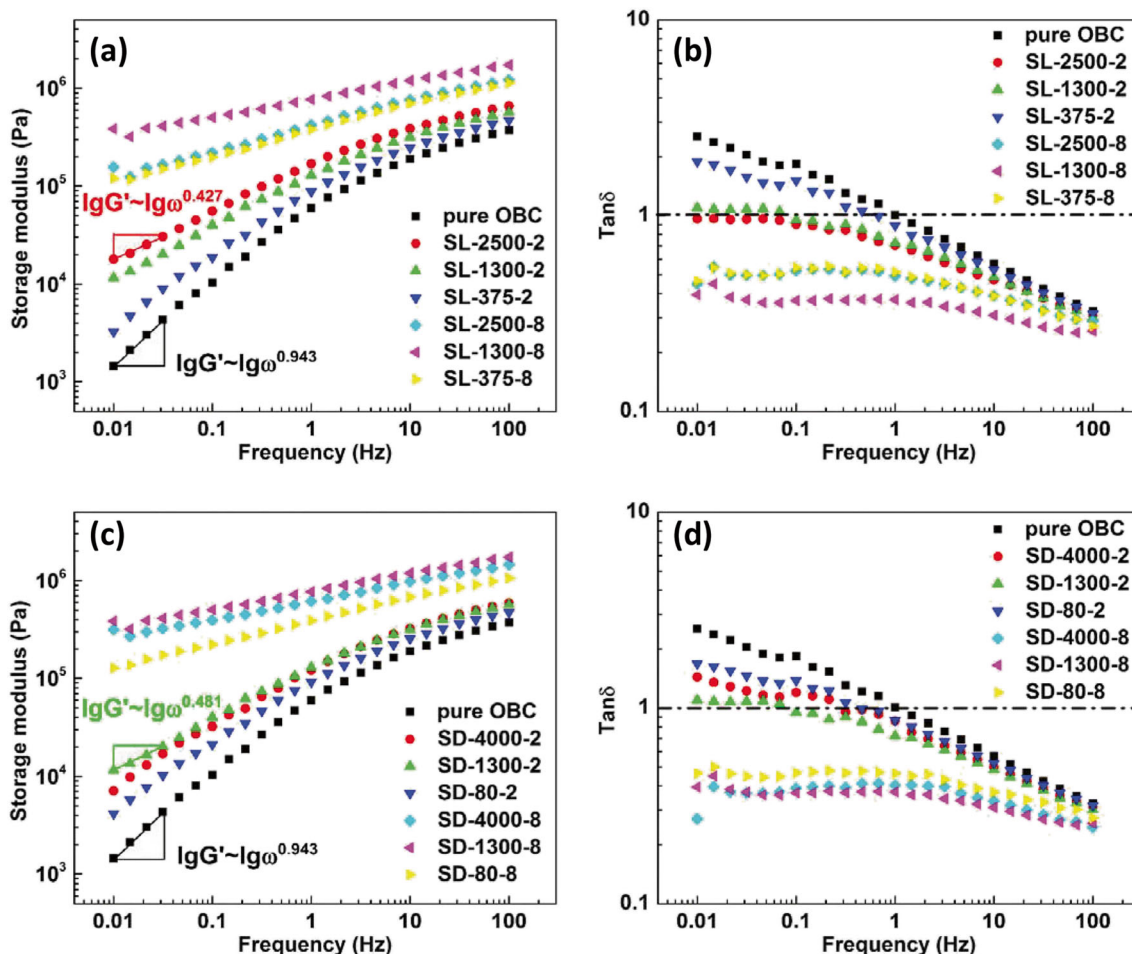 (a)
Storage modulus (Pa)
10⁶
10⁵
10⁴
10³
lgG'~lgω^0.427
lgG'~lgω^0.943
pure OBC
SL-2500-2
SL-1300-2
SL-375-2
SL-2500-8
SL-1300-8
SL-375-8
0.01 0.1 1 10 100
Frequency (Hz)
(b)
Tanδ
10
1
0.1
pure OBC
SL-2500-2
SL-1300-2
SL-375-2
SL-2500-8
SL-1300-8
SL-375-8
0.01 0.1 1 10 100
Frequency (Hz)
(c)
Storage modulus (Pa)
10⁶
10⁵
10⁴
10³
lgG'~lgω^0.481
lgG'~lgω^0.943
pure OBC
SD-4000-2
SD-1300-2
SD-80-2
SD-4000-8
SD-1300-8
SD-80-8
0.01 0.1 1 10 100
Frequency (Hz)
(d)
Tanδ
10
1
0.1
pure OBC
SD-4000-2
SD-1300-2
SD-80-2
SD-4000-8
SD-1300-8
SD-80-8
0.01 0.1 1 10 100
Frequency (Hz)